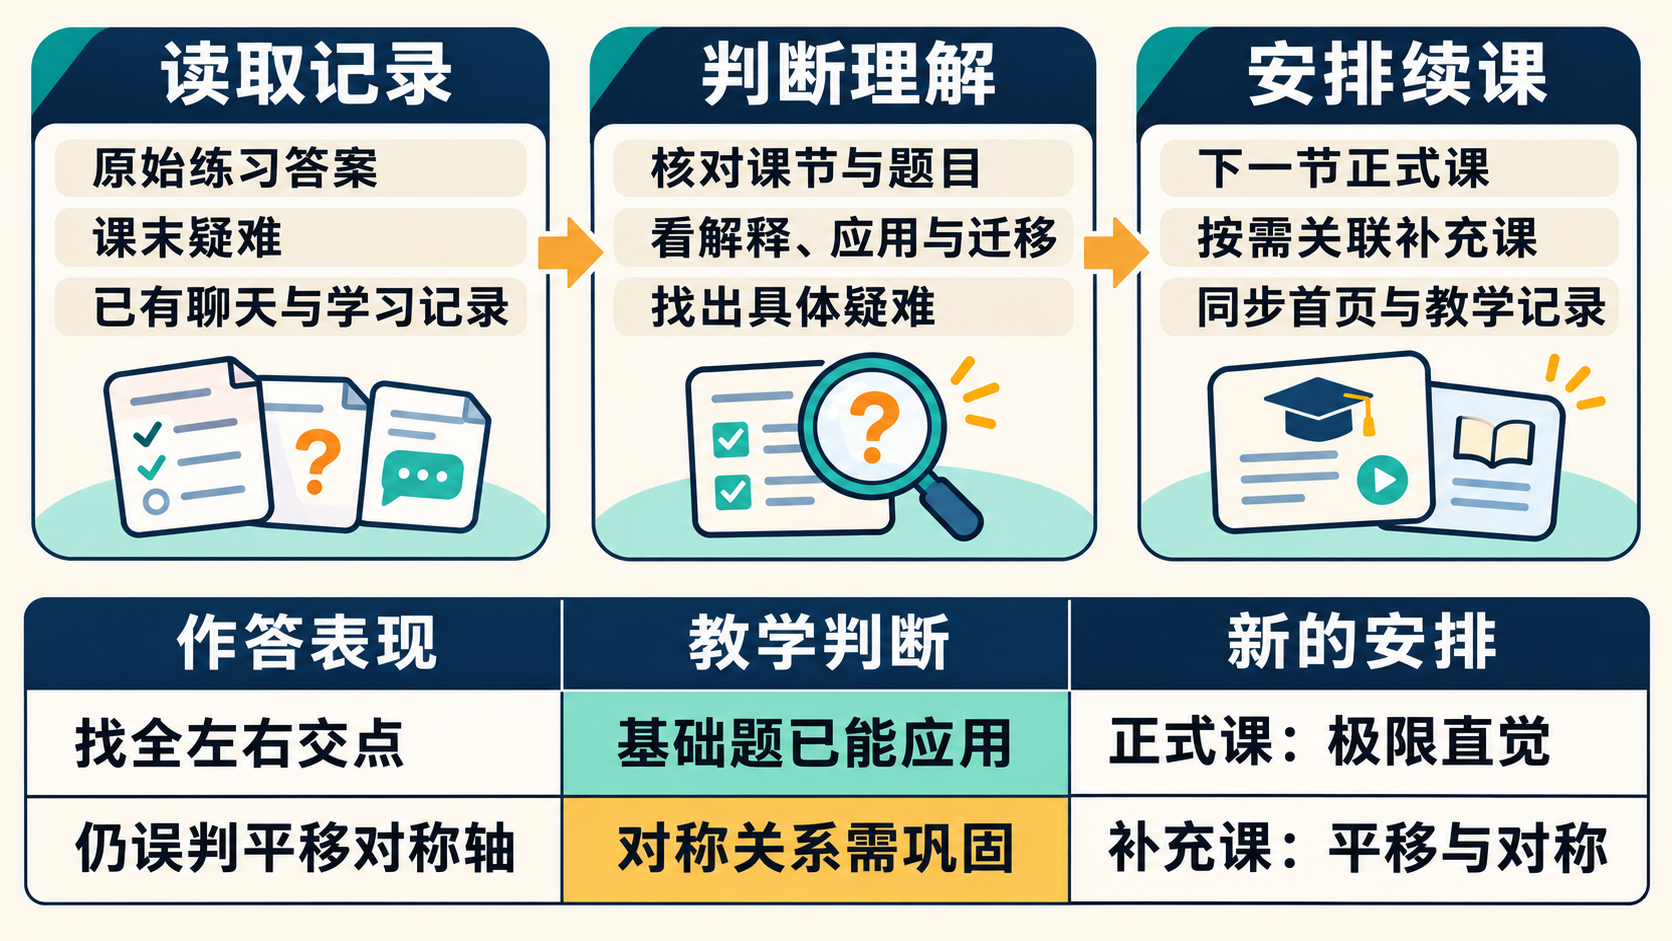 读取记录
原始练习答案
课末疑难
已有聊天与学习记录
判断理解
核对课节与题目
看解释、应用与迁移
找出具体疑难
安排续课
下一节正式课
按需关联补充课
同步首页与教学记录
作答表现
教学判断
新的安排
找全左右交点
基础题已能应用
正式课：极限直觉
仍误判平移对称轴
对称关系需巩固
补充课：平移与对称